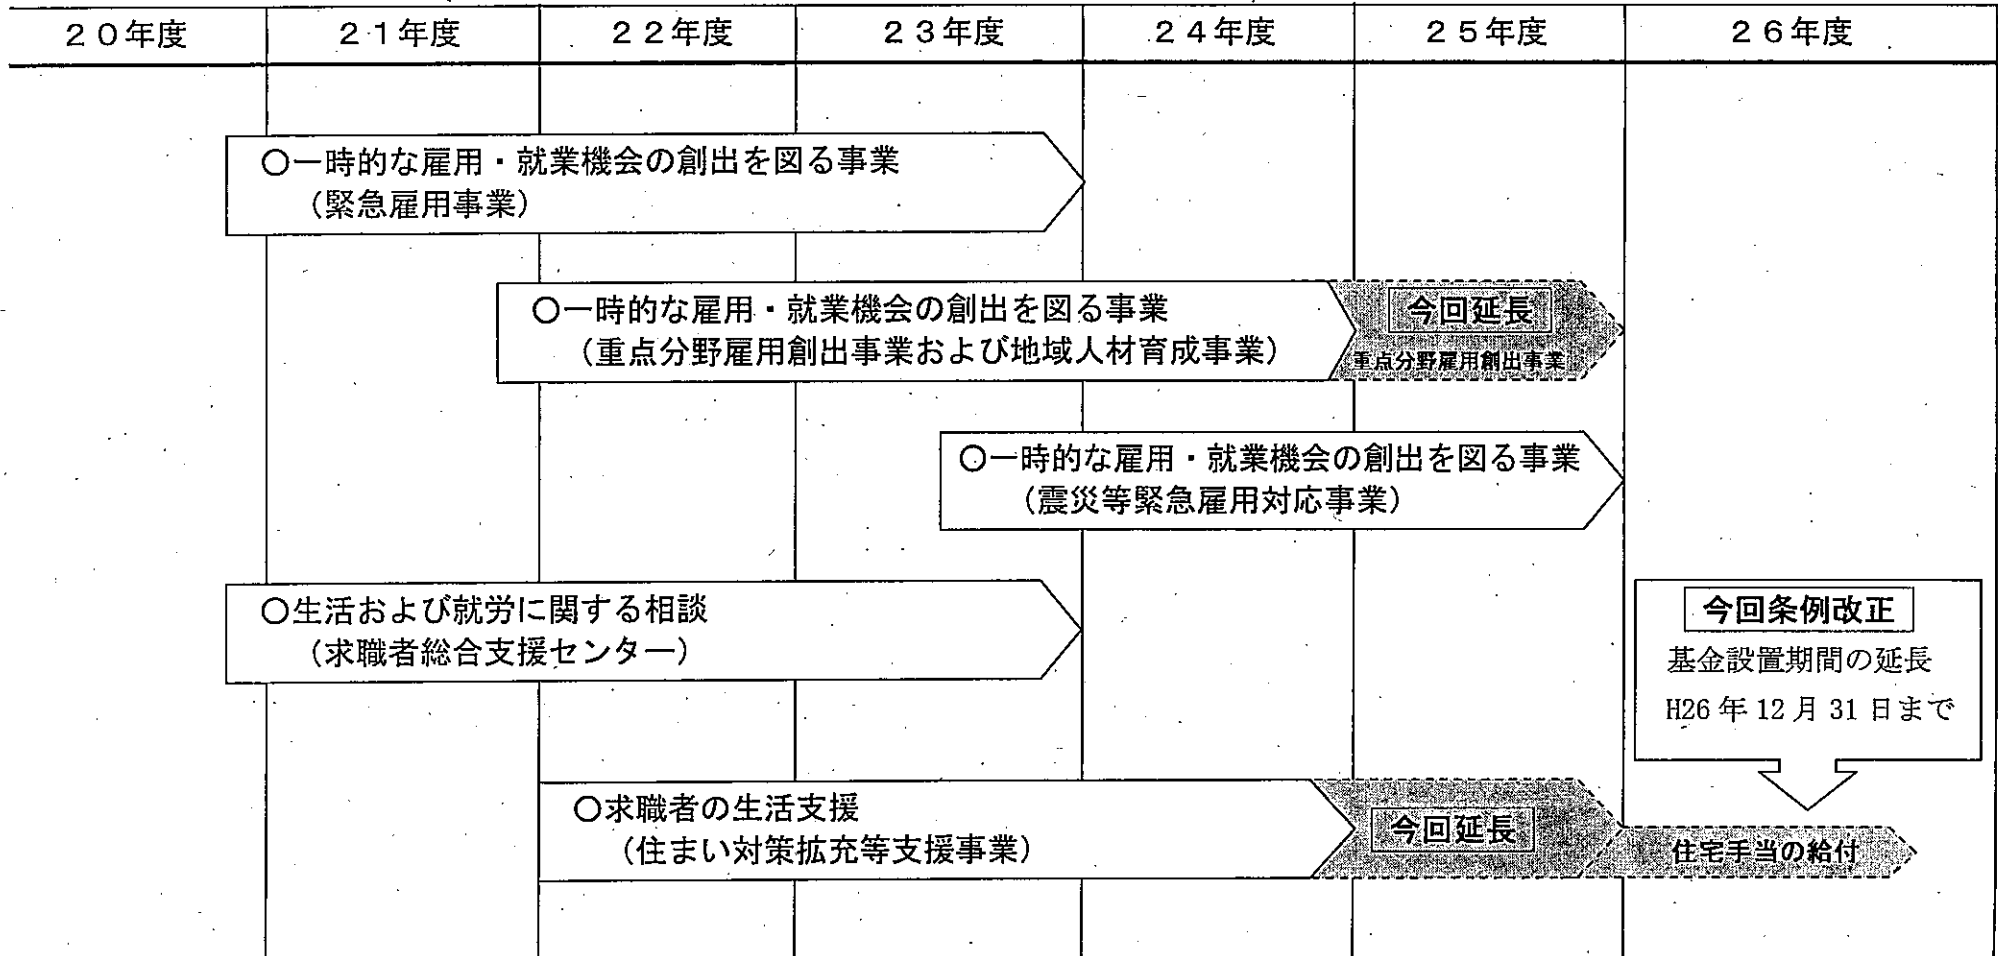 20年度
21年度
22年度
23年度
24年度
25年度
26年度
○一時的な雇用・就業機会の創出を図る事業
(緊急雇用事業)
○一時的な雇用・就業機会の創出を図る事業
(重点分野雇用創出事業および地域人材育成事業)
今回延長
重点分野雇用創出事業
○一時的な雇用・就業機会の創出を図る事業
(震災等緊急雇用対応事業)
○生活および就労に関する相談
(求職者総合支援センター)
今回条例改正
基金設置期間の延長
H26年12月31日まで
○求職者の生活支援
(住まい対策拡充等支援事業)
今回延長
住宅手当の給付